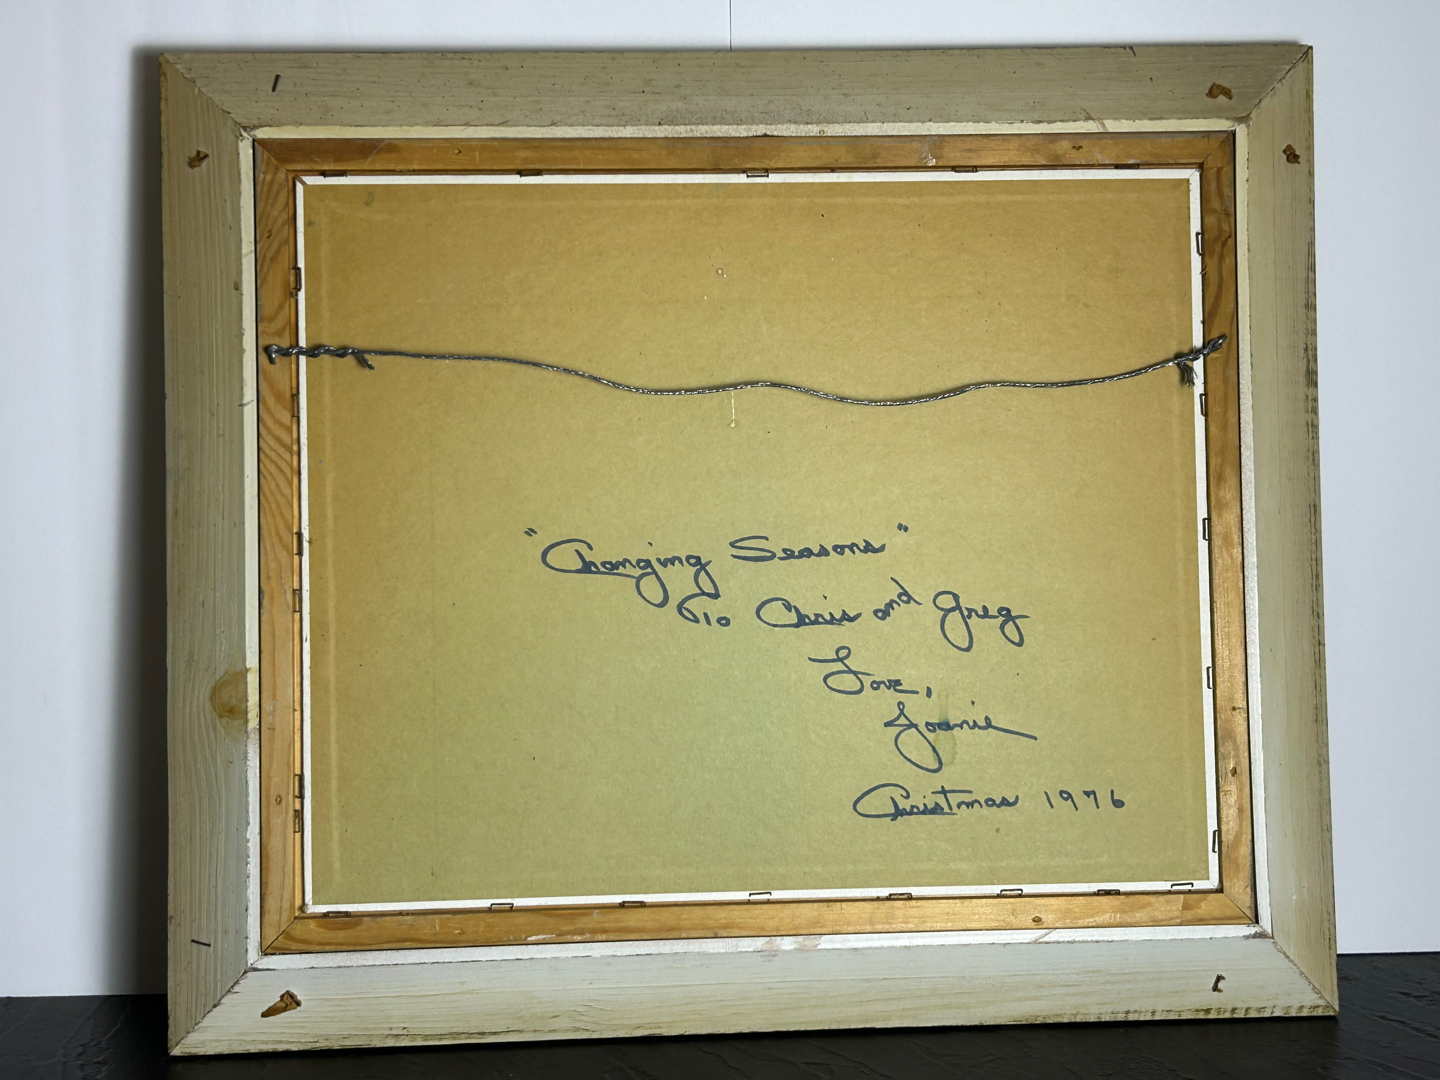 "Changing Seasons"
To Chris and Greg
Love,
Joanie
Christmas 1976